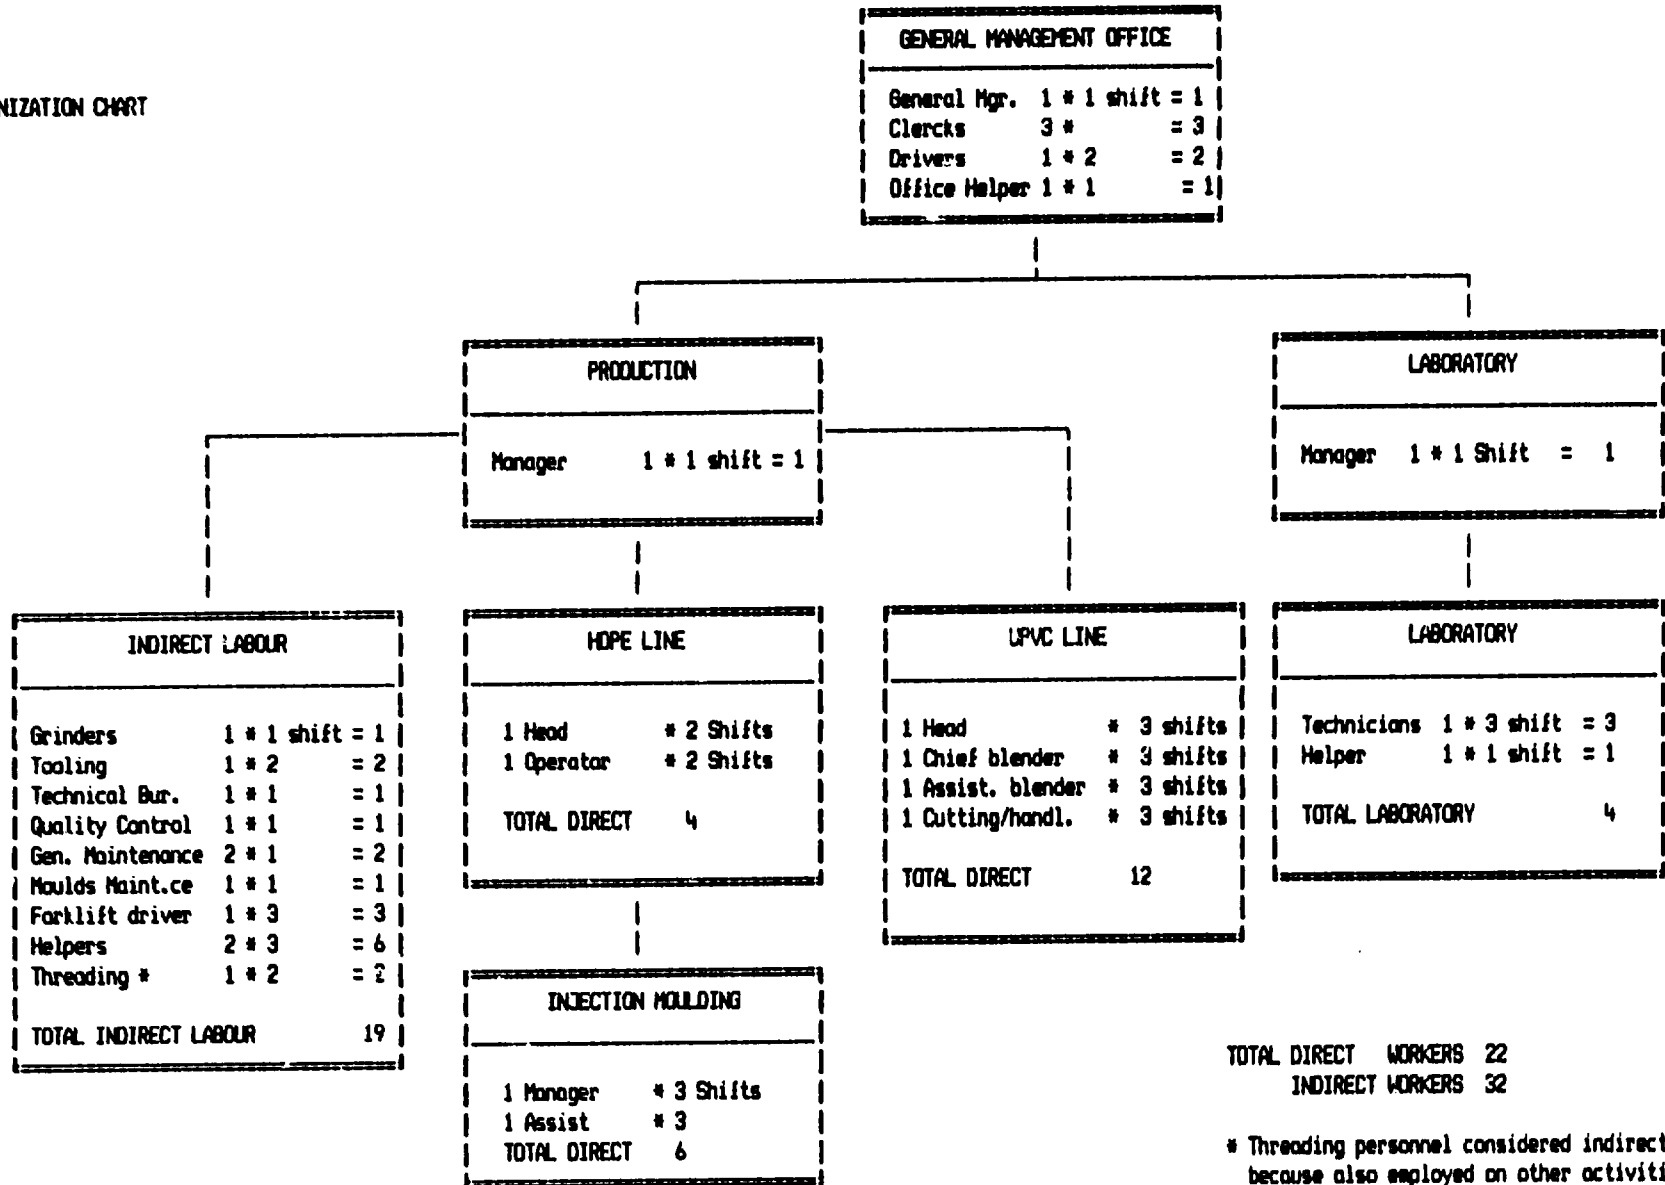 NIZATION CHART
GENERAL MANAGEMENT OFFICE
General Mgr. 1 * 1 shift = 1
Clercks 3 * = 3
Drivers 1 * 2 = 2
Office Helper 1 * 1 = 1
PRODUCTION
Manager 1 * 1 shift = 1
LABORATORY
Manager 1 * 1 Shift = 1
INDIRECT LABOUR
Grinders 1 * 1 shift = 1
Tooling 1 * 2 = 2
Technical Bur. 1 * 1 = 1
Quality Control 1 * 1 = 1
Gen. Maintenance 2 * 1 = 2
Moulds Maint.ce 1 * 1 = 1
Forklift driver 1 * 3 = 3
Helpers 2 * 3 = 6
Threading * 1 * 2 = 2
TOTAL INDIRECT LABOUR 19
HDPE LINE
1 Head * 2 Shifts
1 Operator * 2 Shifts
TOTAL DIRECT 4
INJECTION MOULDING
1 Manager * 3 Shifts
1 Assist * 3
TOTAL DIRECT 6
UPVC LINE
1 Head * 3 shifts
1 Chief blender * 3 shifts
1 Assist. blender * 3 shifts
1 Cutting/handl. * 3 shifts
TOTAL DIRECT 12
LABORATORY
Technicians 1 * 3 shift = 3
Helper 1 * 1 shift = 1
TOTAL LABORATORY 4
TOTAL DIRECT WORKERS 22
INDIRECT WORKERS 32
* Threading personnel considered indirect
because also employed on other activiti